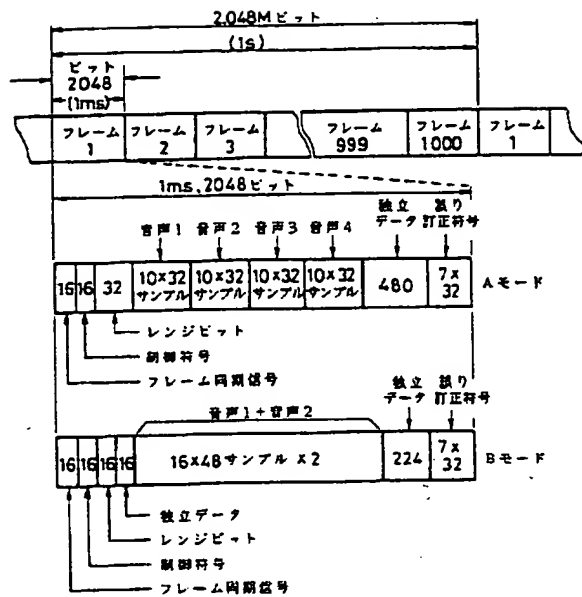 2.048Mビット
(1s)
ビット
2048
(1ms)
フレーム 1 フレーム 2 フレーム 3 フレーム 999 フレーム 1000 フレーム 1
1ms, 2048ビット
音声1 音声2 音声3 音声4 独立データ 誤り訂正符号
16 16 32 10×32サンプル 10×32サンプル 10×32サンプル 10×32サンプル 480 7×32 Aモード
レンジビット
制御符号
フレーム同期信号
音声1+音声2 独立データ 誤り訂正符号
16 16 16 16 16×48サンプル×2 224 7×32 Bモード
独立データ
レンジビット
制御符号
フレーム同期信号